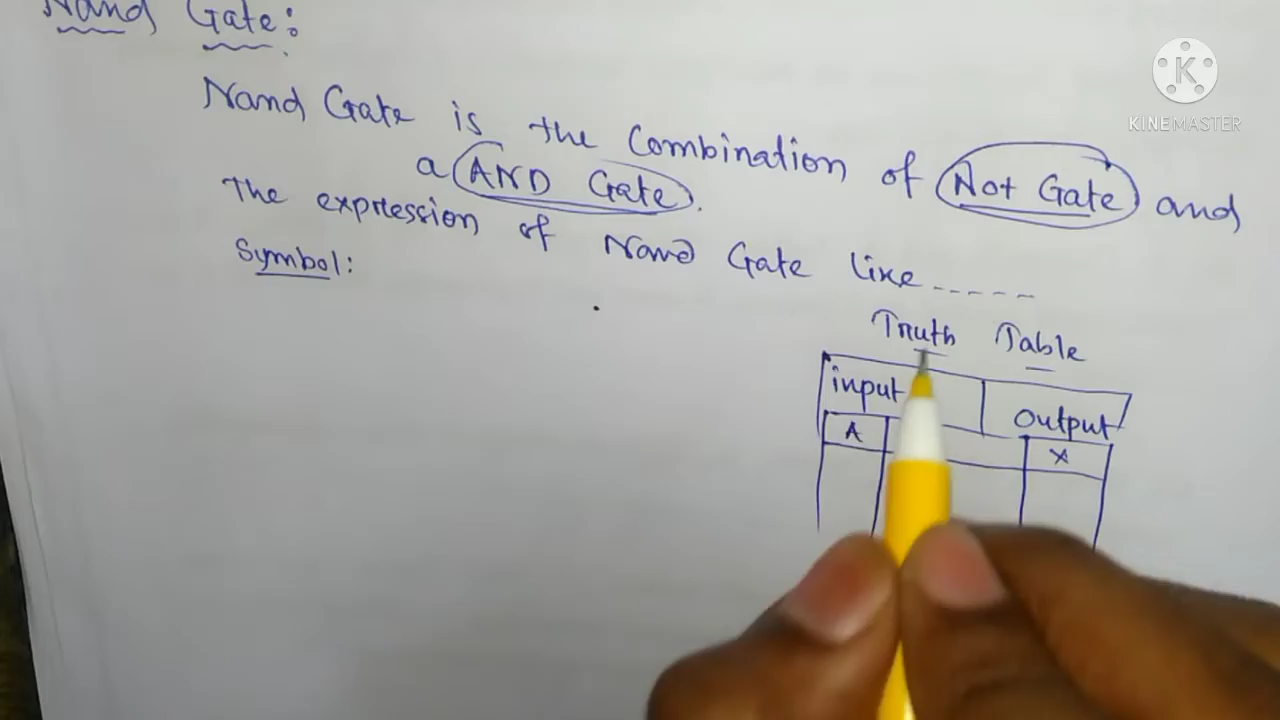 Nand Gate:
Nand Gate is the Combination of Not Gate and
a AND Gate.
The expression of Nand Gate like -----
Symbol:
Truth Table
input Output
A X
K
KINEMASTER